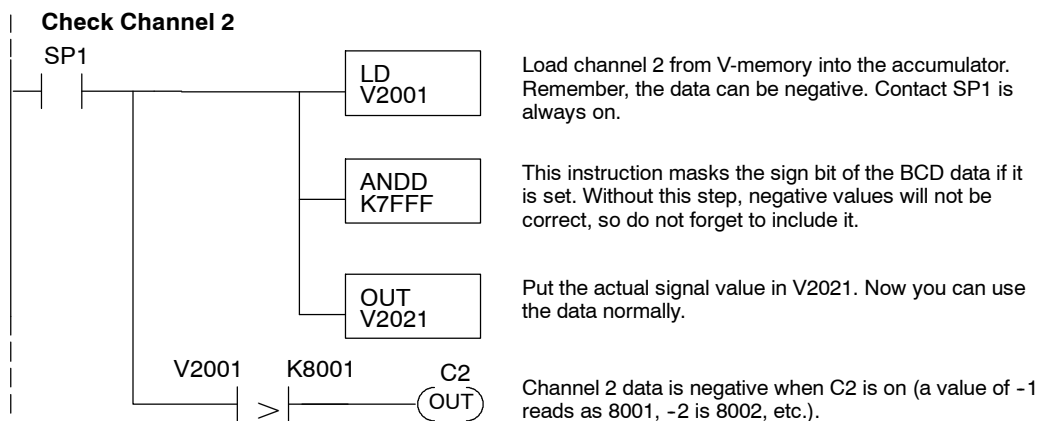 Check Channel 2
SP1
LD
V2001
Load channel 2 from V-memory into the accumulator.
Remember, the data can be negative. Contact SP1 is
always on.
ANDD
K7FFF
This instruction masks the sign bit of the BCD data if it
is set. Without this step, negative values will not be
correct, so do not forget to include it.
OUT
V2021
Put the actual signal value in V2021. Now you can use
the data normally.
V2001 K8001 C2
> OUT
Channel 2 data is negative when C2 is on (a value of -1
reads as 8001, -2 is 8002, etc.).